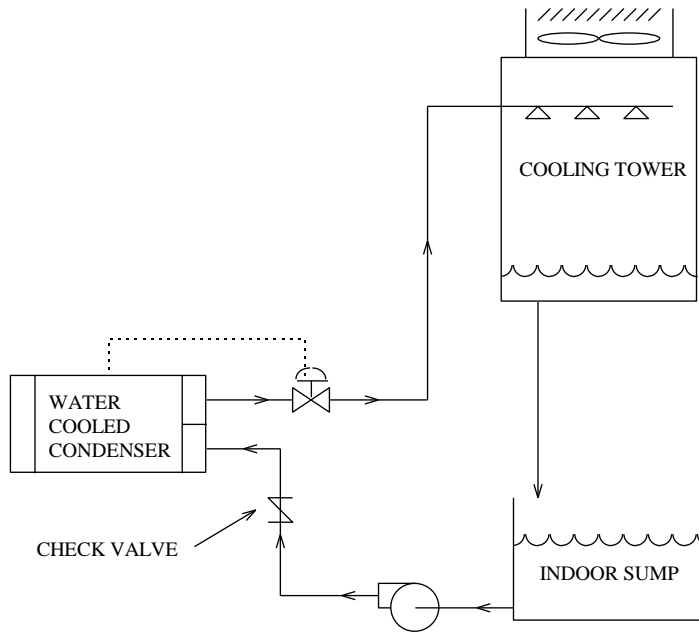 COOLING TOWER
WATER
COOLED
CONDENSER
CHECK VALVE
INDOOR SUMP